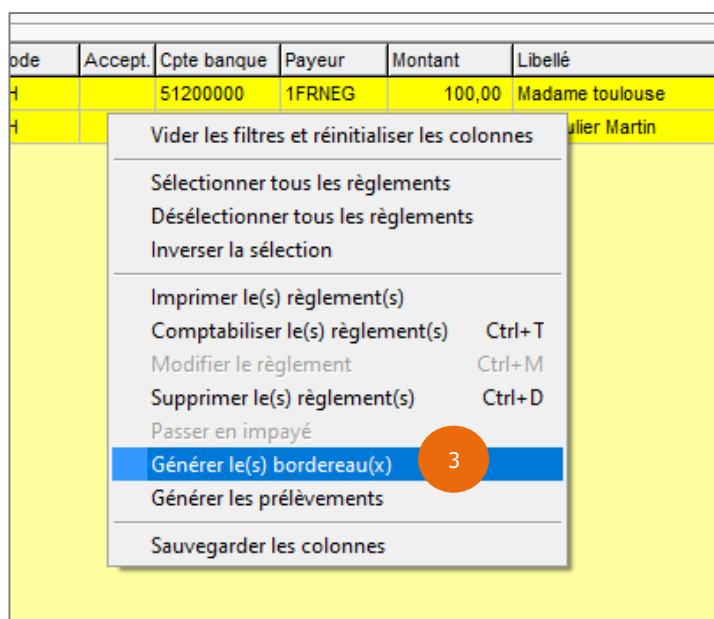 ode Accept. Cpte banque Payeur Montant Libellé
H 51200000 1FRNEG 100,00 Madame toulouse
H ulier Martin
Vider les filtres et réinitialiser les colonnes
Sélectionner tous les règlements
Désélectionner tous les règlements
Inverser la sélection
Imprimer le(s) règlement(s)
Comptabiliser le(s) règlement(s) Ctrl+T
Modifier le règlement Ctrl+M
Supprimer le(s) règlement(s) Ctrl+D
Passer en impayé
Générer le(s) bordereau(x) 3
Générer les prélèvements
Sauvegarder les colonnes